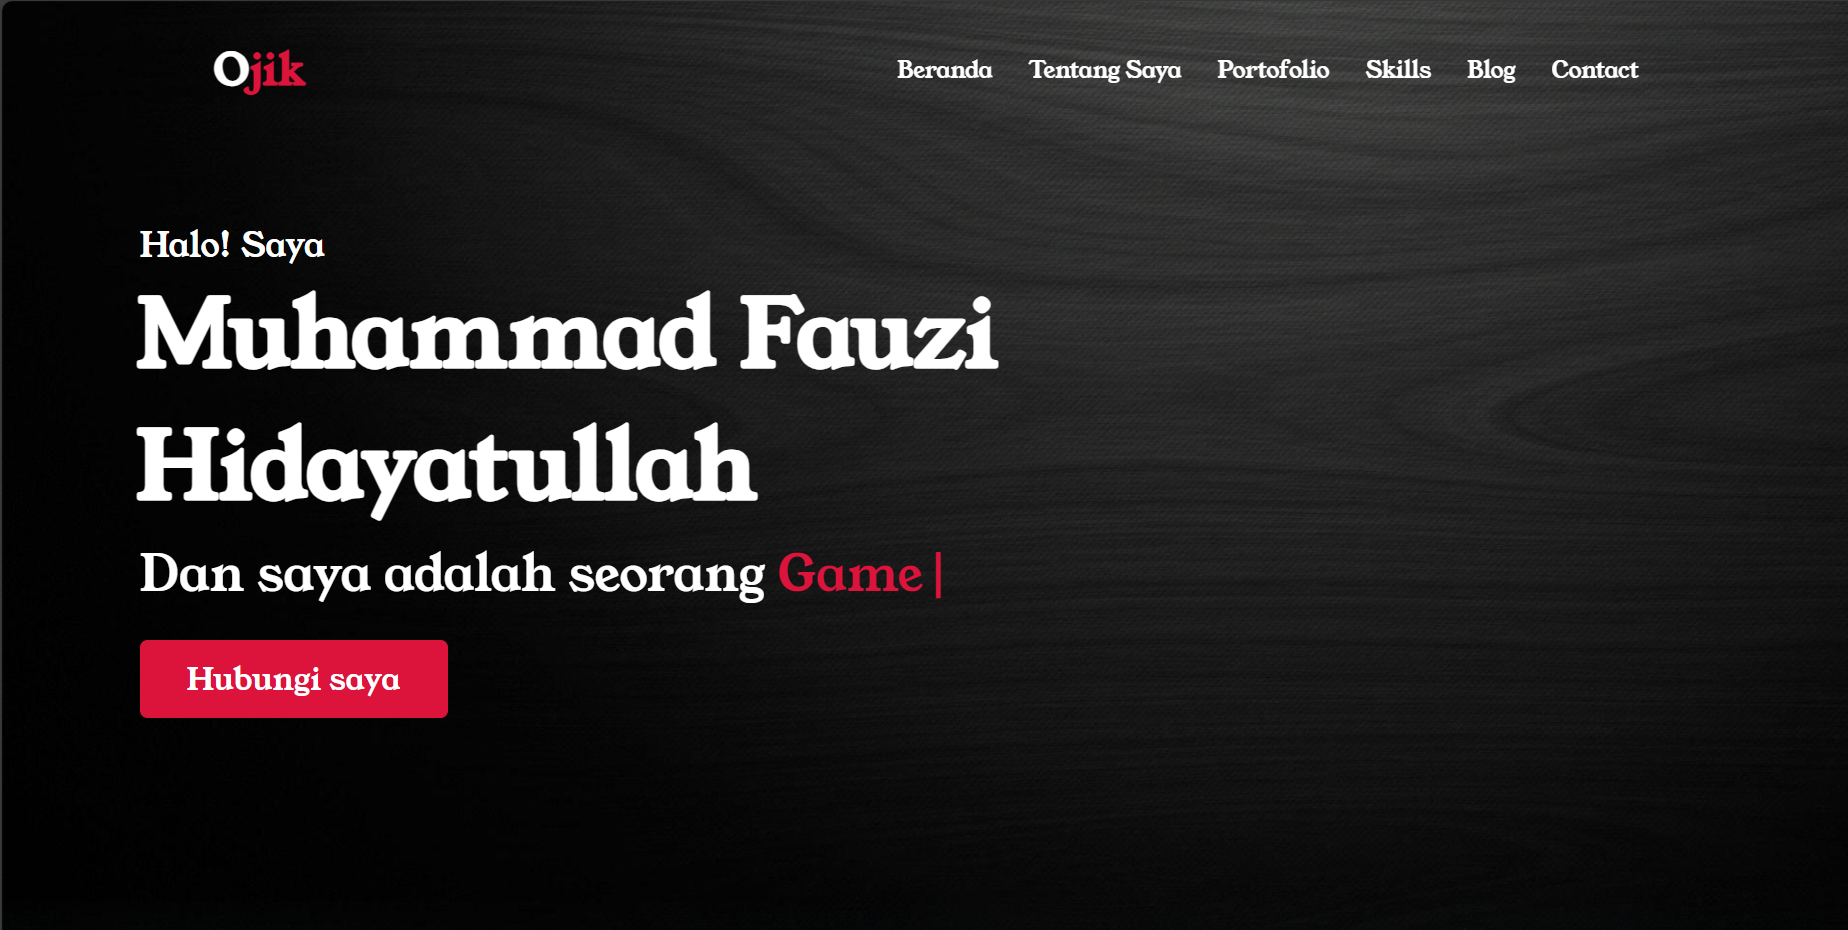 Ojik
Beranda Tentang Saya Portofolio Skills Blog Contact
Halo! Saya
Muhammad Fauzi
Hidayatullah
Dan saya adalah seorang Game|
Hubungi saya